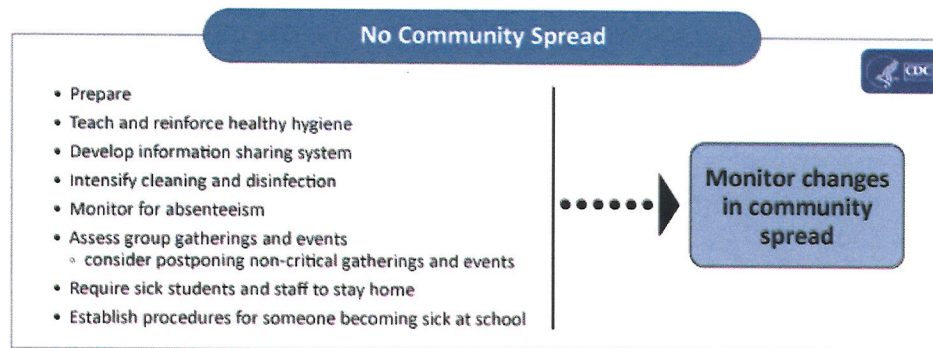 No Community Spread
CDC
• Prepare
• Teach and reinforce healthy hygiene
• Develop information sharing system
• Intensify cleaning and disinfection
• Monitor for absenteeism
• Assess group gatherings and events
◦ consider postponing non-critical gatherings and events
• Require sick students and staff to stay home
• Establish procedures for someone becoming sick at school
Monitor changes
in community
spread